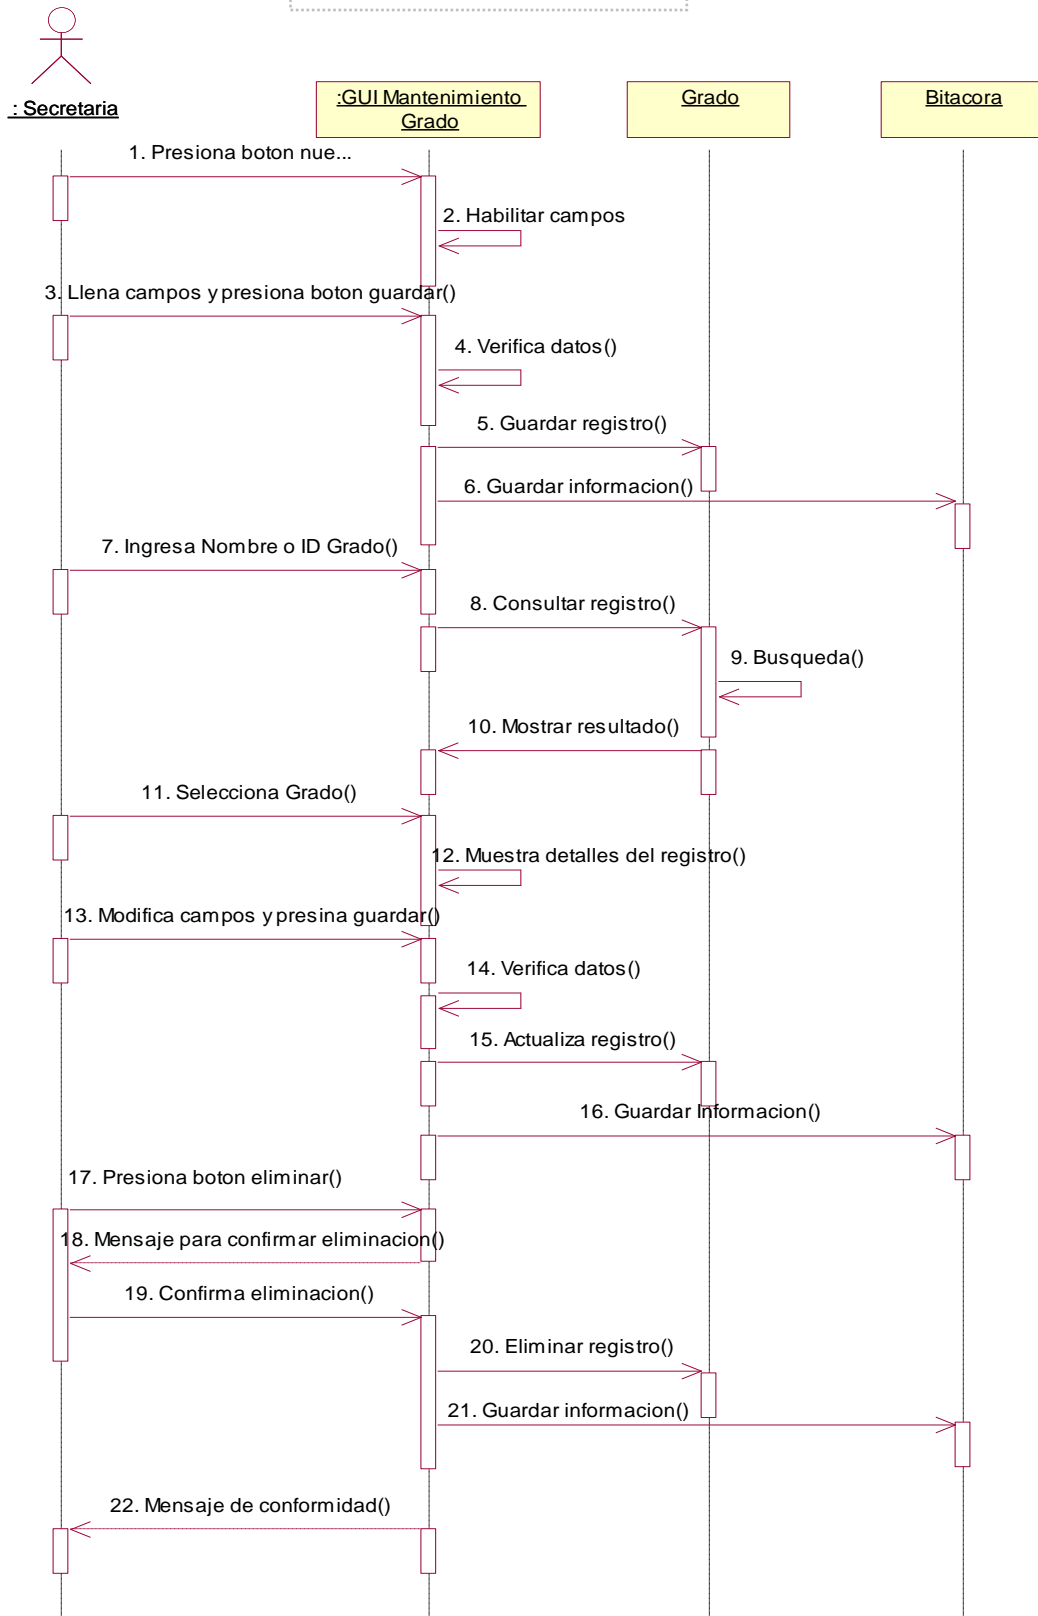 : Secretaria
:GUI Mantenimiento
Grado
Grado
Bitacora
1. Presiona boton nue...
2. Habilitar campos
3. Llena campos y presiona boton guardar()
4. Verifica datos()
5. Guardar registro()
6. Guardar informacion()
7. Ingresa Nombre o ID Grado()
8. Consultar registro()
9. Busqueda()
10. Mostrar resultado()
11. Selecciona Grado()
12. Muestra detalles del registro()
13. Modifica campos y presina guardar()
14. Verifica datos()
15. Actualiza registro()
16. Guardar Informacion()
17. Presiona boton eliminar()
18. Mensaje para confirmar eliminacion()
19. Confirma eliminacion()
20. Eliminar registro()
21. Guardar informacion()
22. Mensaje de conformidad()